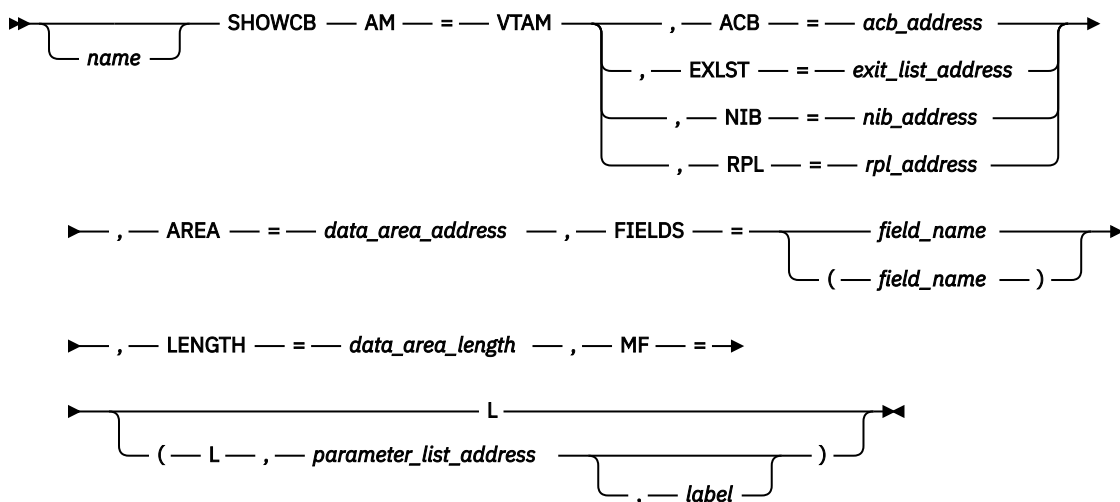 SHOWCB AM = VTAM , ACB = acb_address
name
, EXLST = exit_list_address
, NIB = nib_address
, RPL = rpl_address
, AREA = data_area_address , FIELDS = field_name
( field_name )
, LENGTH = data_area_length , MF =
L
( L , parameter_list_address )
, label